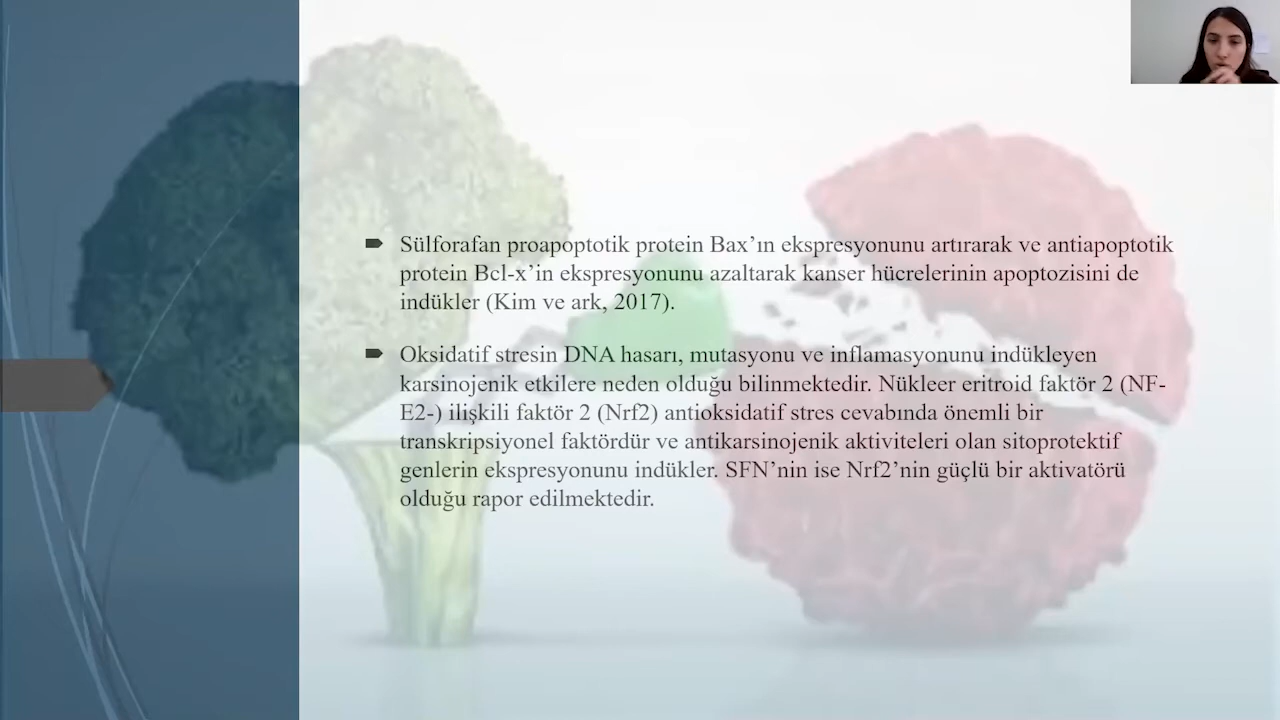 Sülforafan proapoptotik protein Bax’ın ekspresyonunu artırarak ve antiapoptotik
protein Bcl-x’in ekspresyonunu azaltarak kanser hücrelerinin apoptozisini de
indükler (Kim ve ark, 2017).
Oksidatif stresin DNA hasarı, mutasyonu ve inflamasyonunu indükleyen
karsinojenik etkilere neden olduğu bilinmektedir. Nükleer eritroid faktör 2 (NF-
E2-) ilişkili faktör 2 (Nrf2) antioksidatif stres cevabında önemli bir
transkripsiyonel faktördür ve antikarsinojenik aktiviteleri olan sitoprotektif
genlerin ekspresyonunu indükler. SFN’nin ise Nrf2’nin güçlü bir aktivatörü
olduğu rapor edilmektedir.